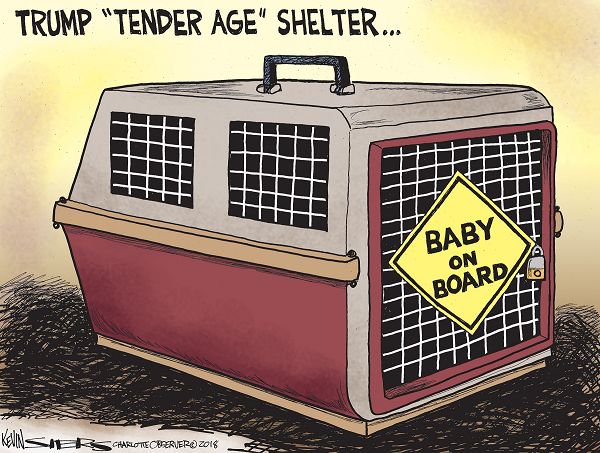 TRUMP "TENDER AGE" SHELTER...
BABY
ON
BOARD
KEVIN SIERS CHARLOTTE OBSERVER © 2018